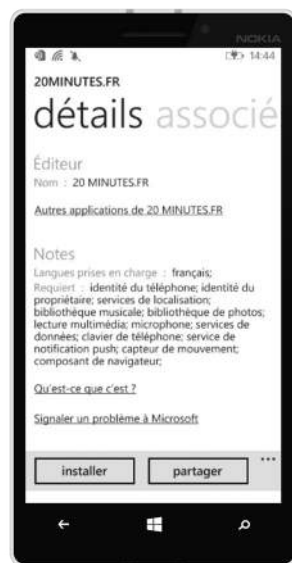 NOKIA
14:44
20MINUTES.FR
détails associé
Éditeur
Nom : 20 MINUTES.FR
Autres applications de 20 MINUTES.FR
Notes
Langues prises en charge : français;
Requiert : identité du téléphone; identité du
propriétaire; services de localisation;
bibliothèque musicale; bibliothèque de photos;
lecture multimédia; microphone; services de
données; clavier de téléphone; service de
notification push; capteur de mouvement;
composant de navigateur;
Qu'est-ce que c'est ?
Signaler un problème à Microsoft
installer partager